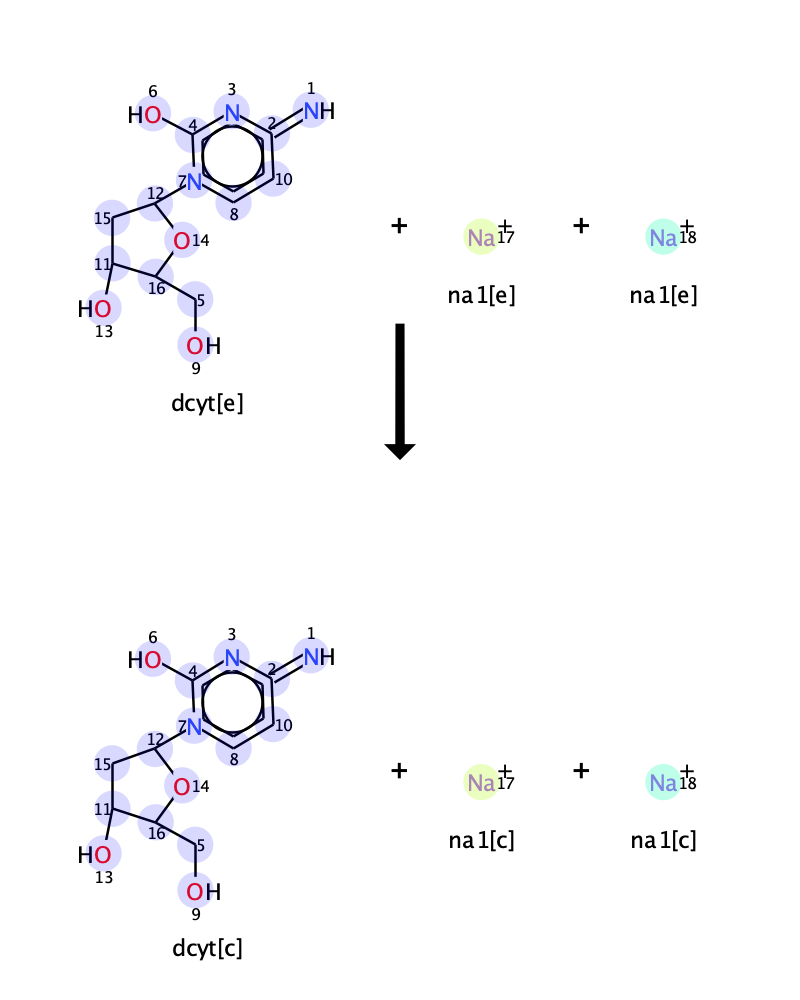 6 3 1
HO 4 N 2 NH
7 N 10
12 8
15 O 14 + Na + 17 + Na + 18
11 16
HO 5 na1[e] na1[e]
13
OH
9
dcyt[e]
6 3 1
HO 4 N 2 NH
7 N 10
12 8
15 O 14 + Na + 17 + Na + 18
11 16
HO 5 na1[c] na1[c]
13
OH
9
dcyt[c]